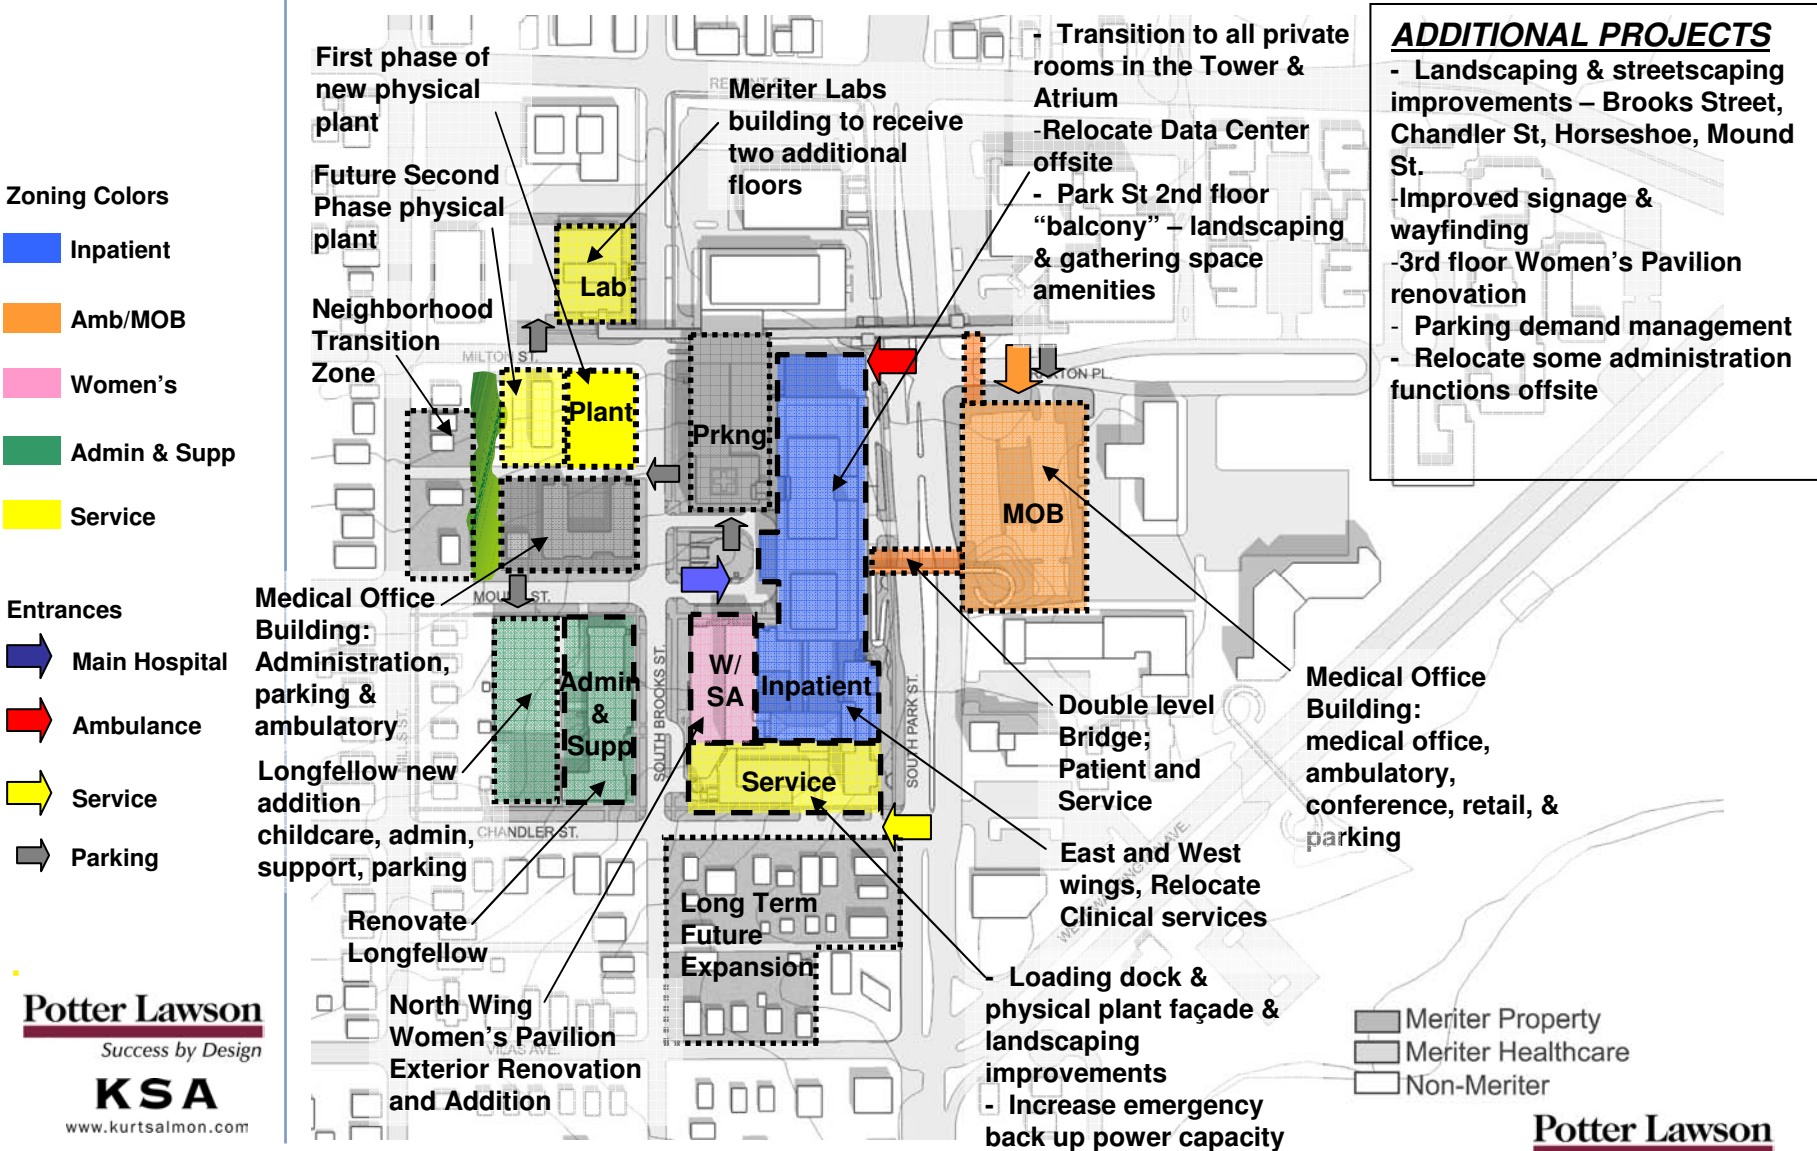 Zoning Colors
Inpatient
Amb/MOB
Women's
Admin & Supp
Service
Entrances
Main Hospital
Ambulance
Service
Parking
Potter Lawson
Success by Design
KSA
www.kurtsalmon.com
First phase of
new physical
plant
Future Second
Phase physical
plant
Neighborhood
Transition
Zone
Meriter Labs
building to receive
two additional
floors
- Transition to all private
rooms in the Tower &
Atrium
-Relocate Data Center
offsite
- Park St 2nd floor
“balcony” – landscaping
& gathering space
amenities
ADDITIONAL PROJECTS
- Landscaping & streetscaping
improvements – Brooks Street,
Chandler St, Horseshoe, Mound
St.
-Improved signage &
wayfinding
-3rd floor Women's Pavilion
renovation
- Parking demand management
- Relocate some administration
functions offsite
REGENT ST.
Lab
MILTON ST.
Plant
Prkng
MOB
MOUND ST.
Medical Office
Building:
Administration,
parking &
ambulatory
Longfellow new
addition
childcare, admin,
support, parking
Renovate
Longfellow
North Wing
Women's Pavilion
Exterior Renovation
and Addition
Admin
&
Supp
W/
SA
Inpatient
Service
SOUTH BROOKS ST.
SOUTH PARK ST.
CHANDLER ST.
VILAS AVE.
Long Term
Future
Expansion
Double level
Bridge;
Patient and
Service
East and West
wings, Relocate
Clinical services
- Loading dock &
physical plant façade &
landscaping
improvements
- Increase emergency
back up power capacity
Medical Office
Building:
medical office,
ambulatory,
conference, retail, &
parking
Meriter Property
Meriter Healthcare
Non-Meriter
Potter Lawson